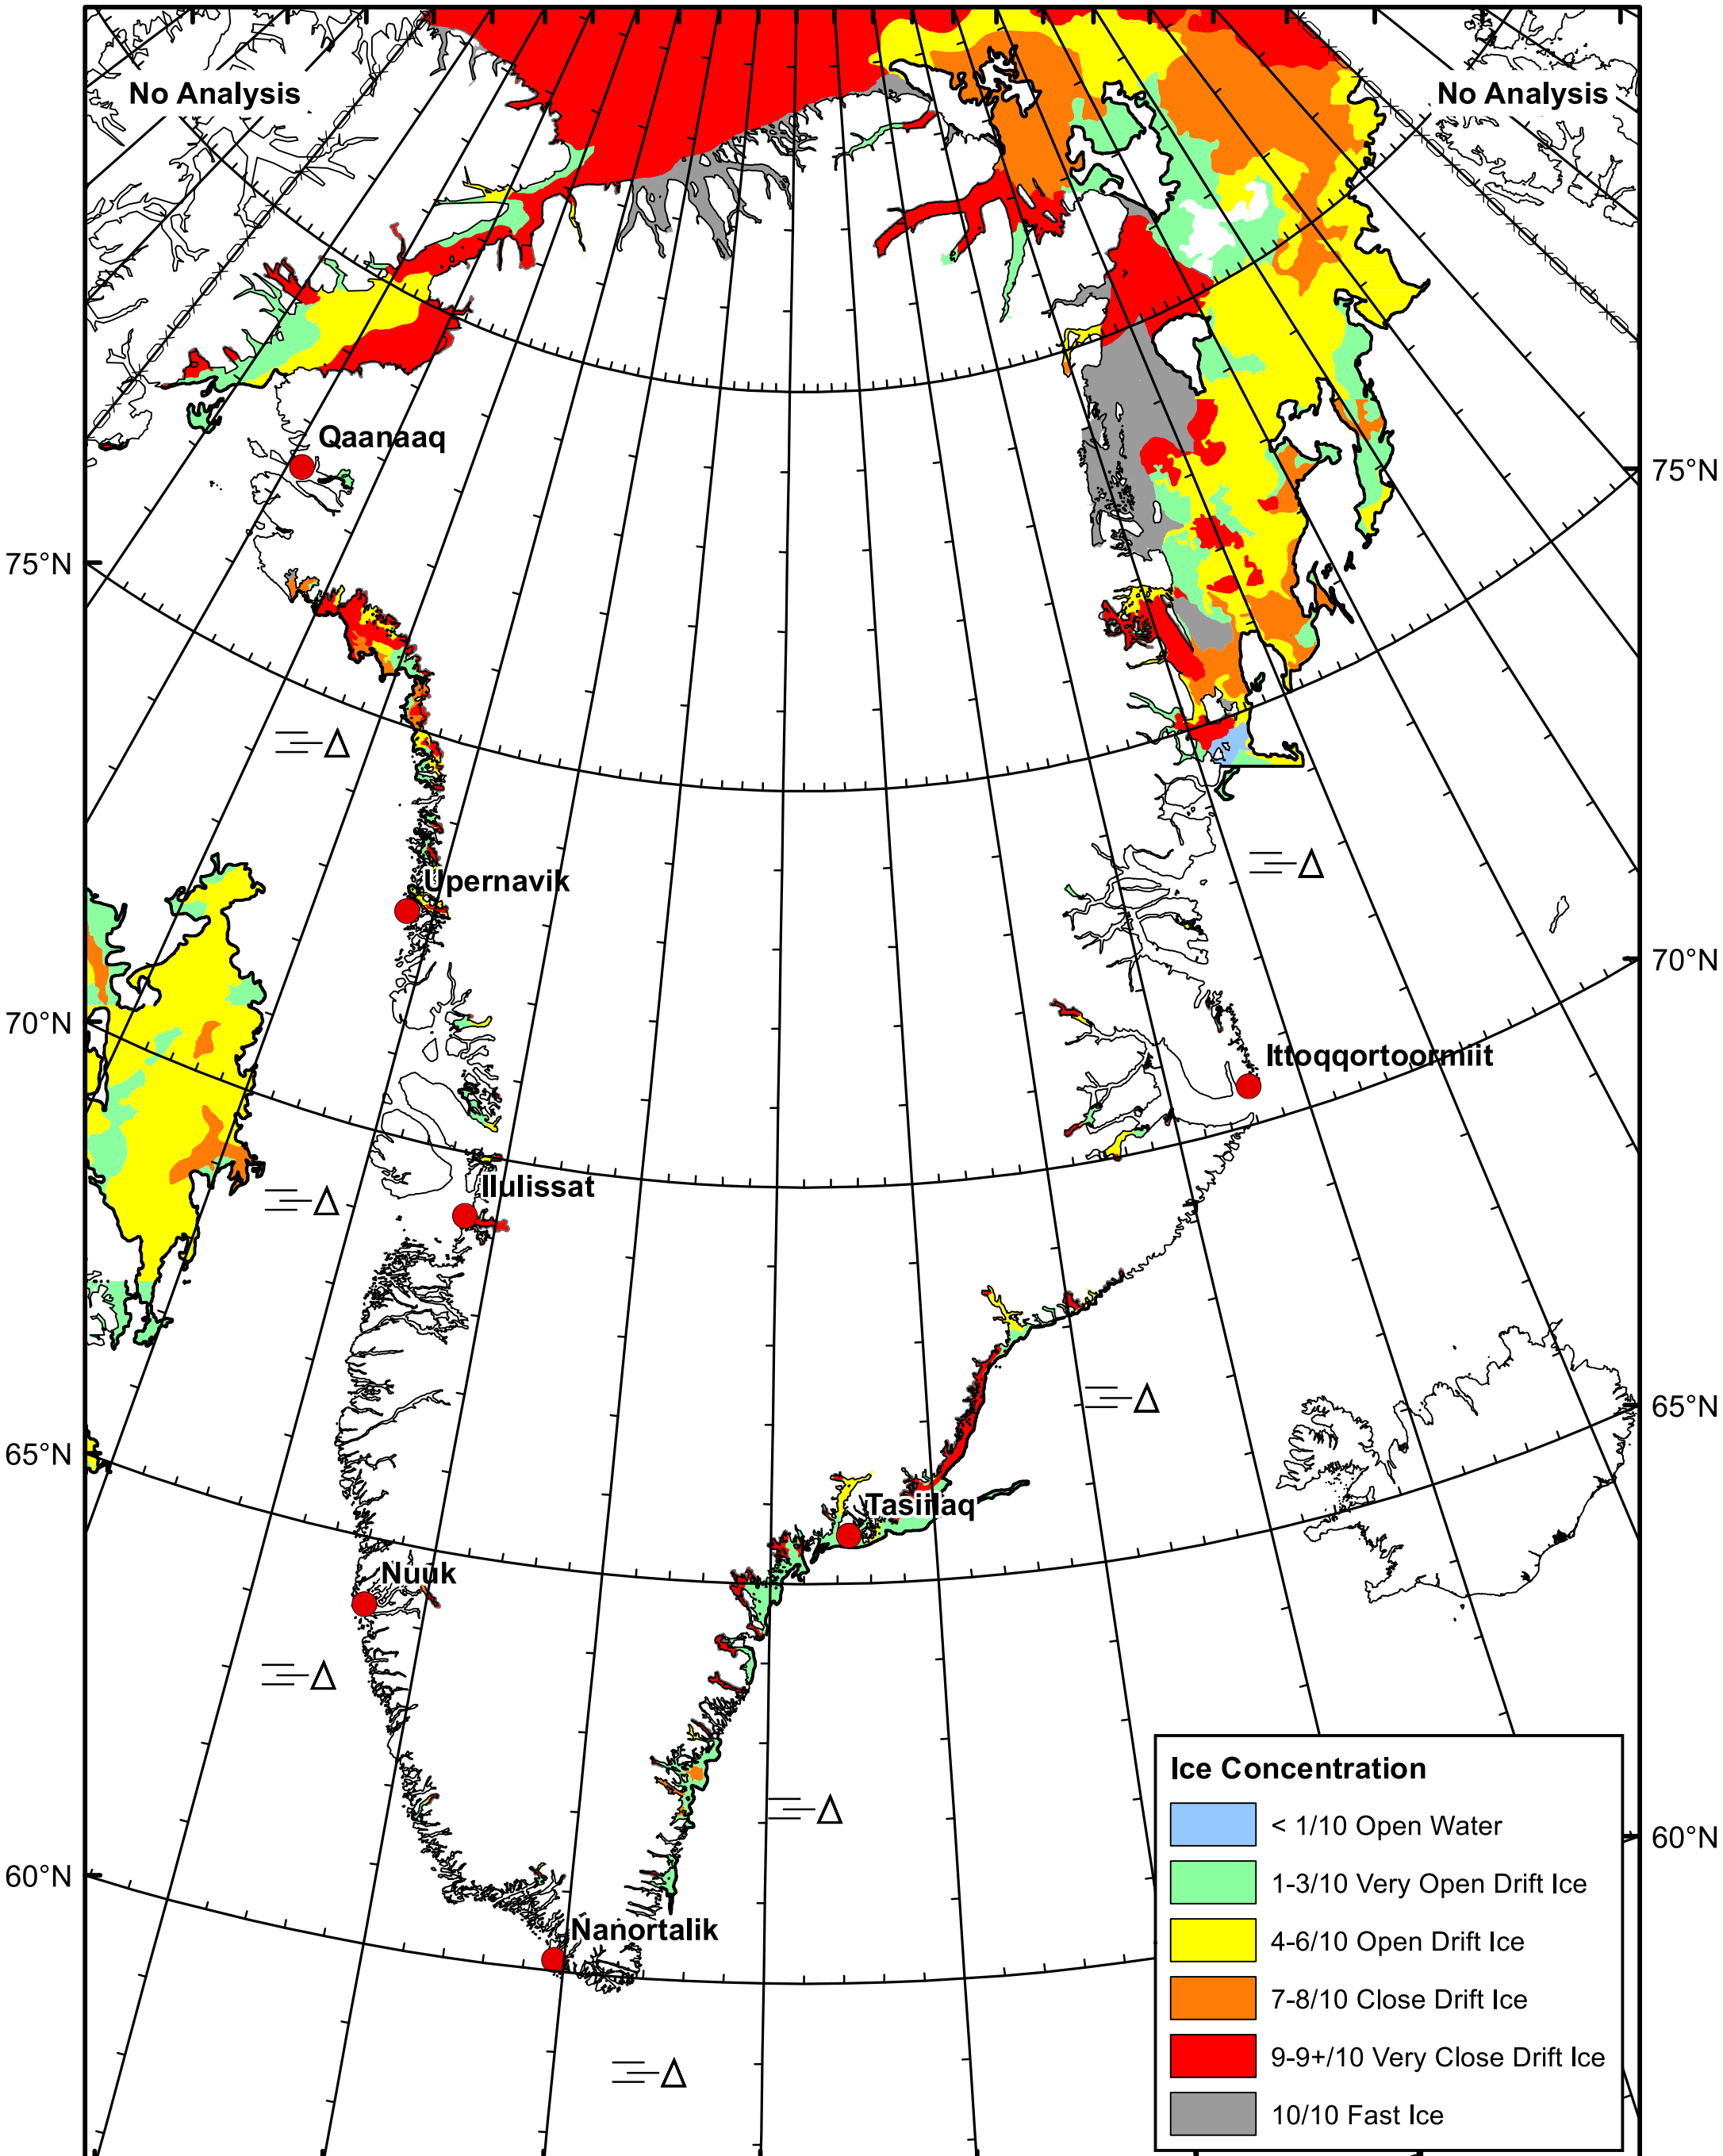 No Analysis
No Analysis
Qaanaaq
75°N
75°N
Upernavik
70°N
70°N
Ittoqqortoormiit
Ilulissat
65°N
65°N
Tasiilaq
Nuuk
60°N
60°N
Nanortalik
Ice Concentration
< 1/10 Open Water
1-3/10 Very Open Drift Ice
4-6/10 Open Drift Ice
7-8/10 Close Drift Ice
9-9+/10 Very Close Drift Ice
10/10 Fast Ice